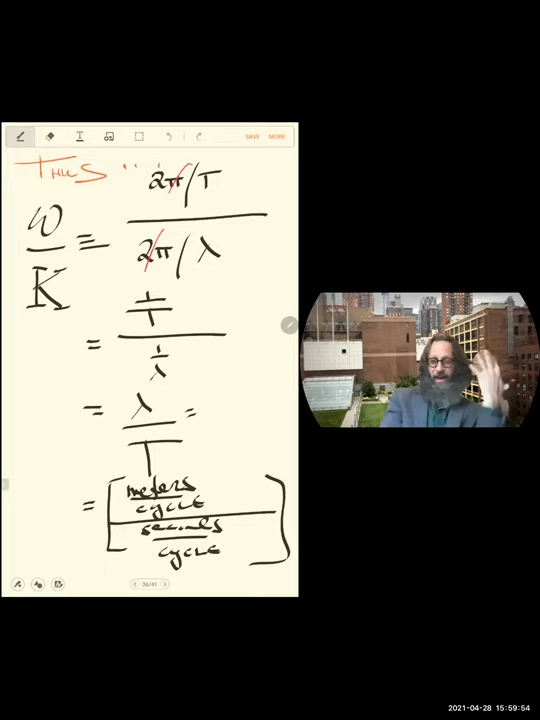 T
SAVE MORE
THUS
2π/T
ω/K ≡
2π/λ
= 1/T
1/λ
= λ/T =
= [meters
cycle
seconds
cycle]
36/41
2021-04-28 15:59:54